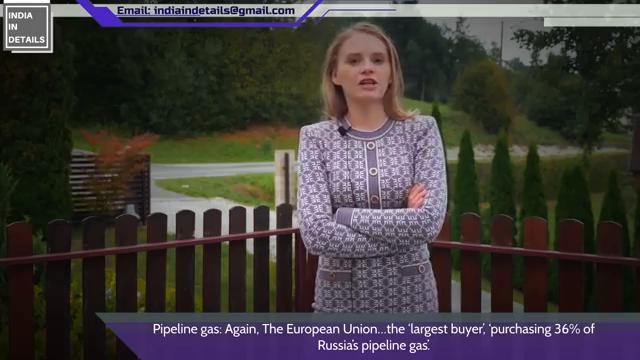 INDIA
IN
DETAILS
Email: indiaindetails@gmail.com
Pipeline gas: Again, The European Union...the 'largest buyer', 'purchasing 36% of
Russia's pipeline gas'.